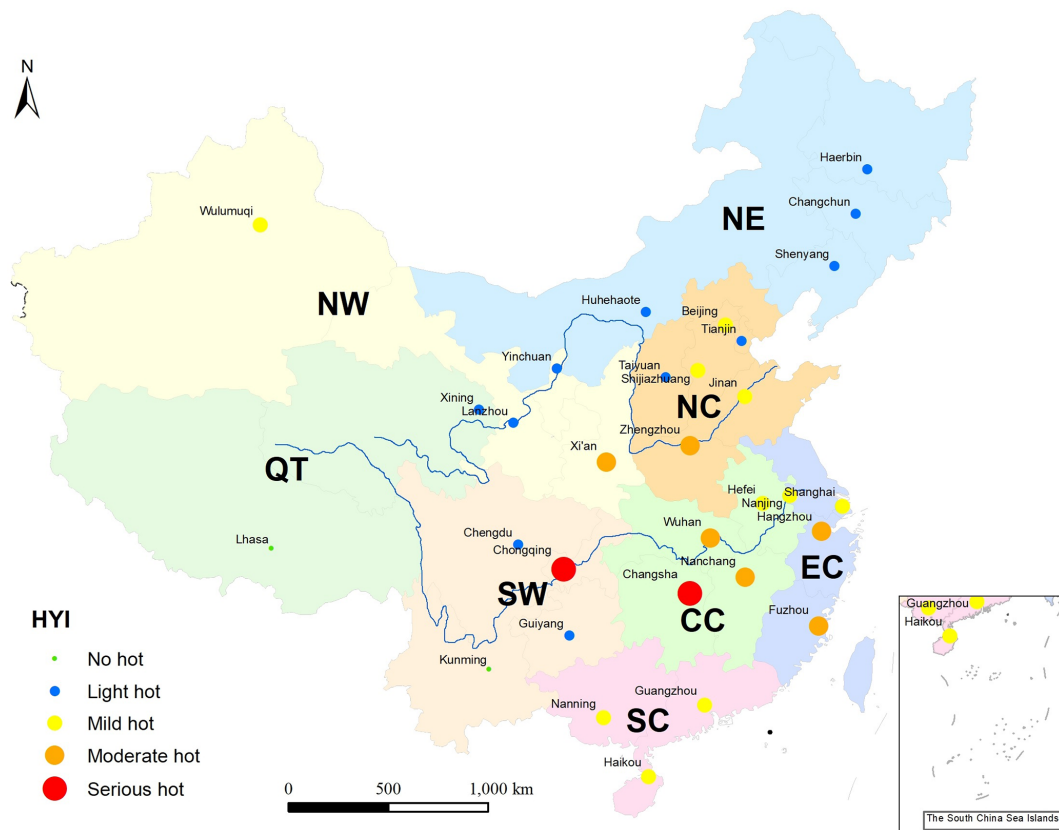 N
Haerbin
Wulumuqi
Changchun
NE
Shenyang
NW
Huhehaote
Beijing
Tianjin
Yinchuan
Taiyuan
Shijiazhuang
Jinan
Xining
Lanzhou
NC
Zhengzhou
Xi'an
QT
Hefei
Shanghai
Nanjing
Hangzhou
Wuhan
Lhasa
Chengdu
Chongqing
Nanchang
EC
Changsha
SW
CC
Fuzhou
Guiyang
Kunming
Guangzhou
Nanning
SC
Haikou
HYI
No hot
Light hot
Mild hot
Moderate hot
Serious hot
0 500 1,000 km
Guangzhou
Haikou
The South China Sea Islands